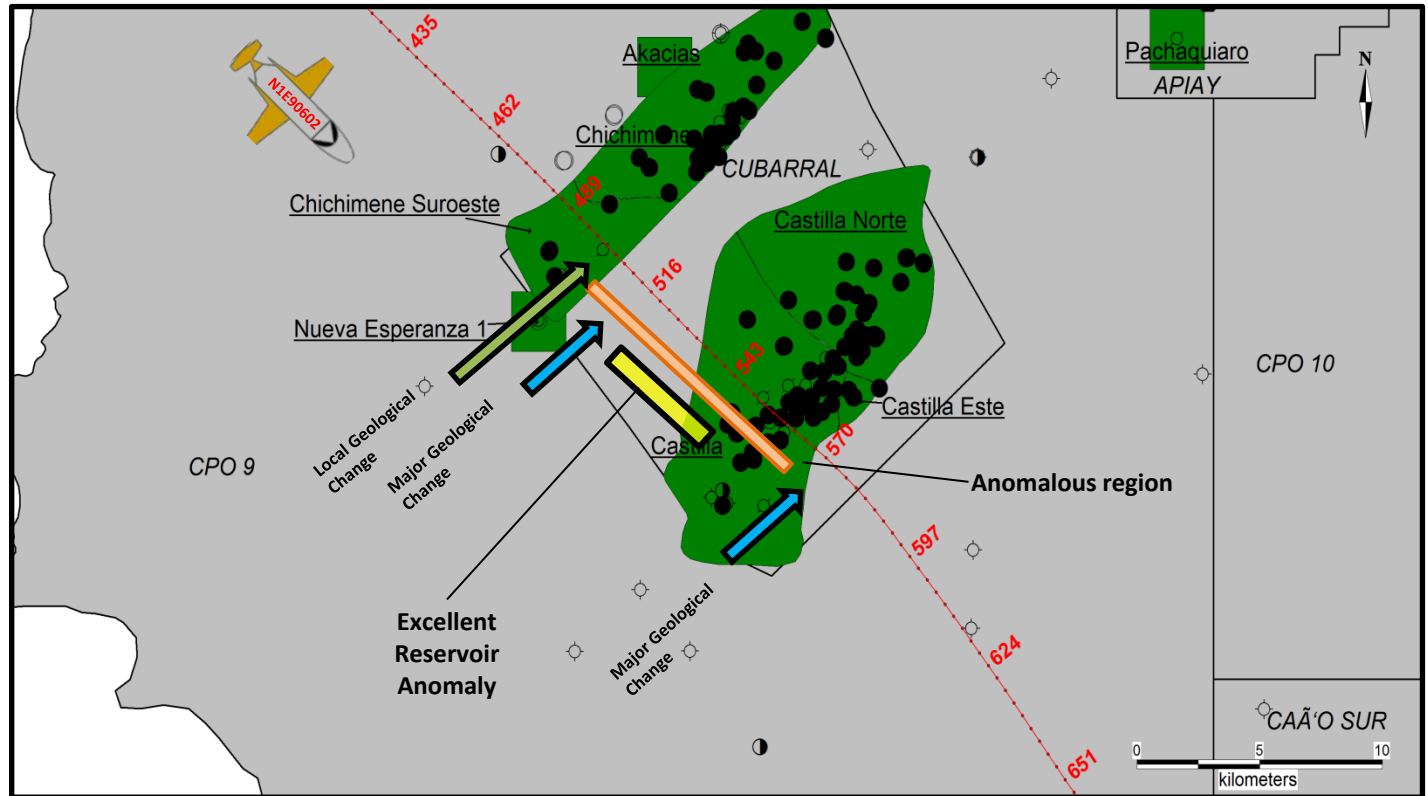 435
Akacias
Pachaquiaro
APIAY
N
N1E90602
462
Chichimene
CUBARRAL
489
Chichimene Suroeste
Castilla Norte
516
Nueva Esperanza 1
543
CPO 10
Castilla Este
Local Geological
Change
Major Geological
Change
570
Castilla
CPO 9
Anomalous region
597
Excellent
Reservoir
Anomaly
Major Geological
Change
624
CAÃ‘O SUR
0 5 10
kilometers
651